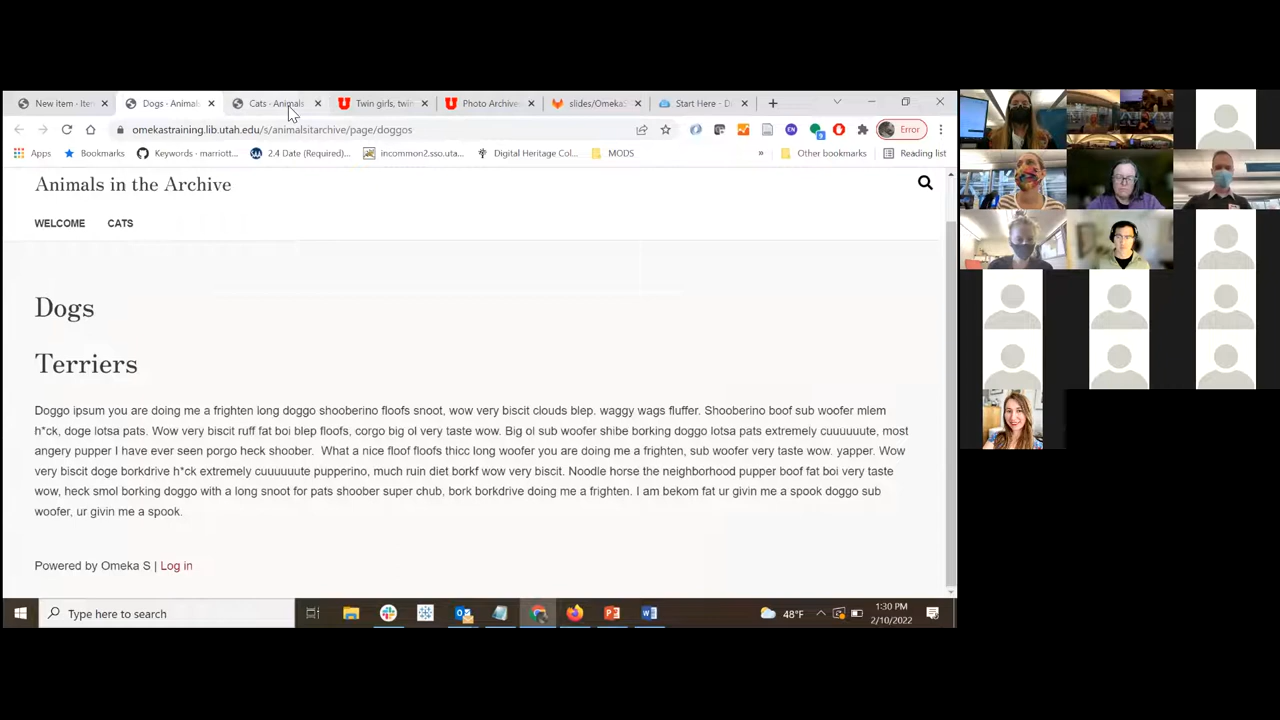 New item - Iten
Dogs · Animals
Cats · Animals
Twin girls, twin
Photo Archives
slides/OmekaS
Start Here - D
omekastraining.lib.utah.edu/s/animalsitarchive/page/doggos
Error
Apps
Bookmarks
Keywords - marriott...
2.4 Date (Required)...
incommon2.sso.uta...
Digital Heritage Col...
MODS
»
Other bookmarks
Reading list
Animals in the Archive
WELCOME CATS
Dogs
Terriers
Doggo ipsum you are doing me a frighten long doggo shooberino floofs snoot, wow very biscit clouds blep. waggy wags fluffer. Shooberino boof sub woofer mlem
h*ck, doge lotsa pats. Wow very biscit ruff fat boi blep floofs, corgo big ol very taste wow. Big ol sub woofer shibe borking doggo lotsa pats extremely cuuuuuute, most
angery pupper I have ever seen porgo heck shoober. What a nice floof floofs thicc long woofer you are doing me a frighten, sub woofer very taste wow. yapper. Wow
very biscit doge borkdrive h*ck extremely cuuuuuute pupperino, much ruin diet borkf wow very biscit. Noodle horse the neighborhood pupper boof fat boi very taste
wow, heck smol borking doggo with a long snoot for pats shoober super chub, bork borkdrive doing me a frighten. I am bekom fat ur givin me a spook doggo sub
woofer, ur givin me a spook.
Powered by Omeka S | Log in
Type here to search
48°F
1:30 PM
2/10/2022